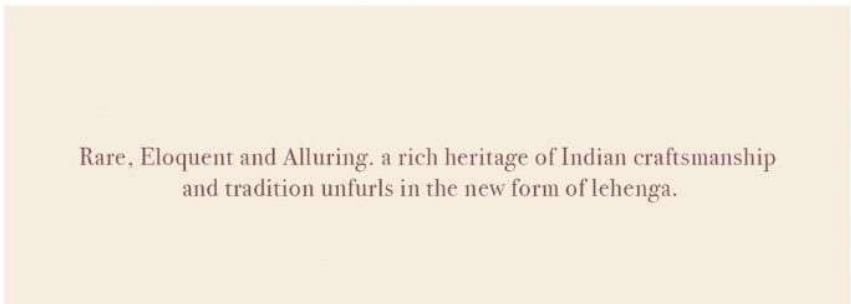 Rare, Eloquent and Alluring. a rich heritage of Indian craftsmanship
and tradition unfurls in the new form of lehenga.